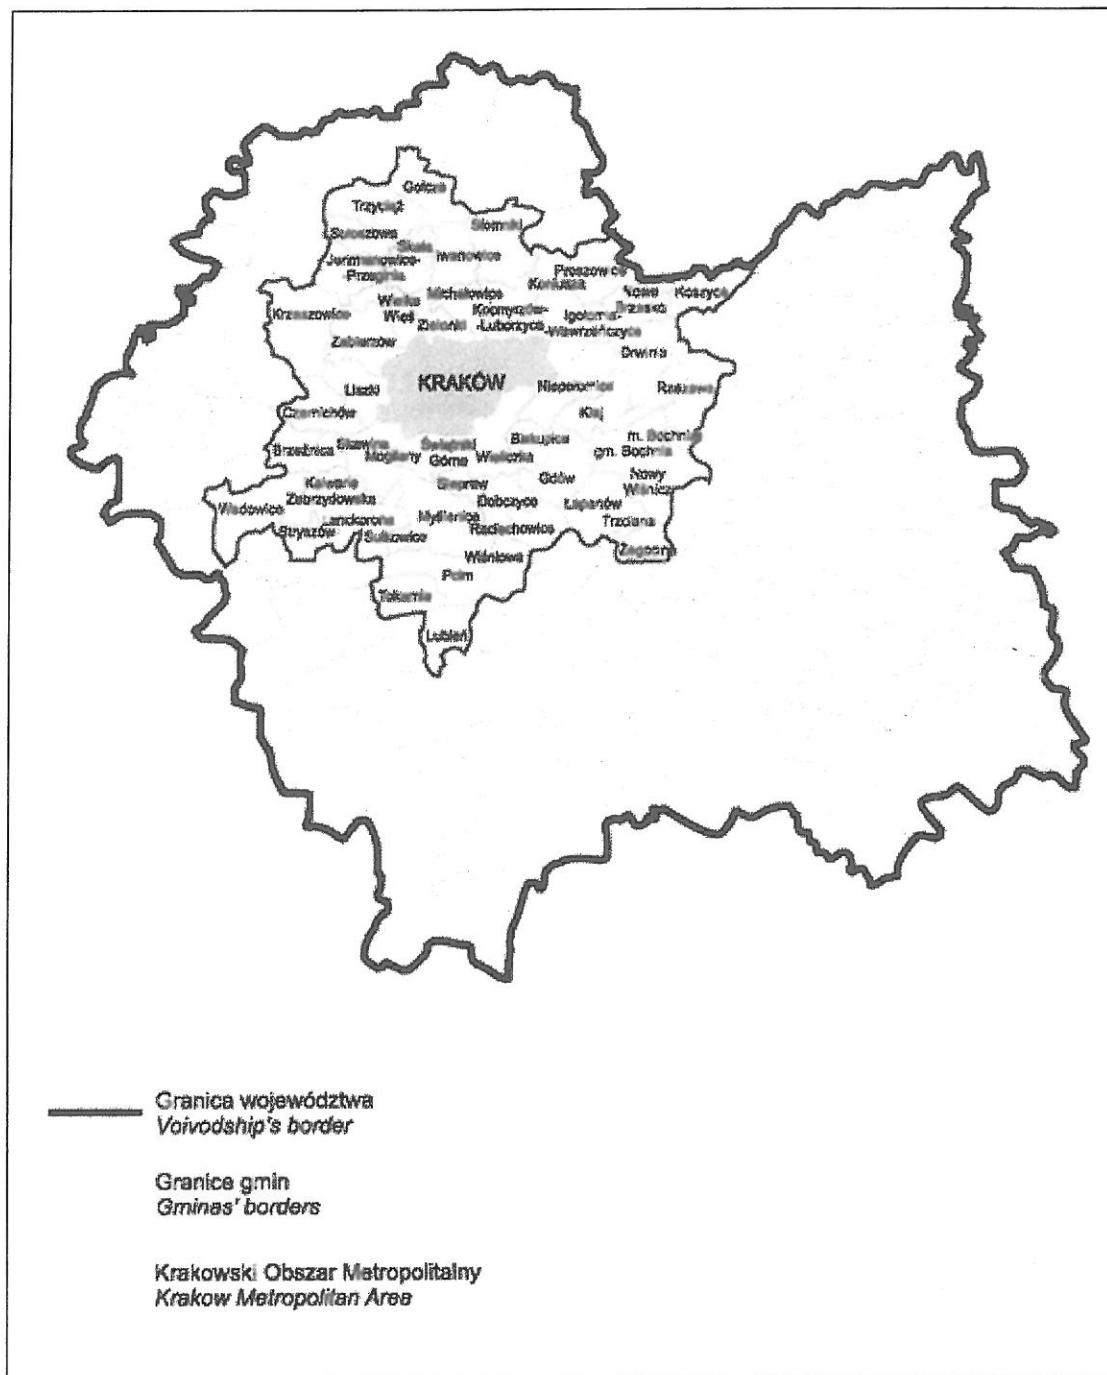 Gołcza
Trzyciąż
Słomniki
Sułoszowa
Skała
Iwanowice
Jerzmanowice-
Przeginia
Proszowice
Koniusza
Wielka
Wieś
Michałowice
Nowe
Brzesko
Koszyce
Krzeszowice
Zielonki
Kocmyrzów-
-Luborzyca
Igołomia-
-Wawrzeńczyce
Zabierzów
Drwinia
KRAKÓW
Liszki
Niepołomice
Rzezawa
Czernichów
Kłaj
Brzeźnica
Skawina
Mogilany
Świątniki
Górne
Biskupice
Wieliczka
m. Bochnia
gm. Bochnia
Kalwaria
Zebrzydowska
Siepraw
Gdów
Nowy
Wiśnicz
Wadowice
Dobczyce
Łapanów
Stryszów
Lanckorona
Sułkowice
Myślenice
Raciechowice
Trzciana
Wiśniowa
Żegocina
Pcim
Tokarnia
Lubień
Granica województwa
Voivodship's border
Granice gmin
Gminas' borders
Krakowski Obszar Metropolitalny
Krakow Metropolitan Area